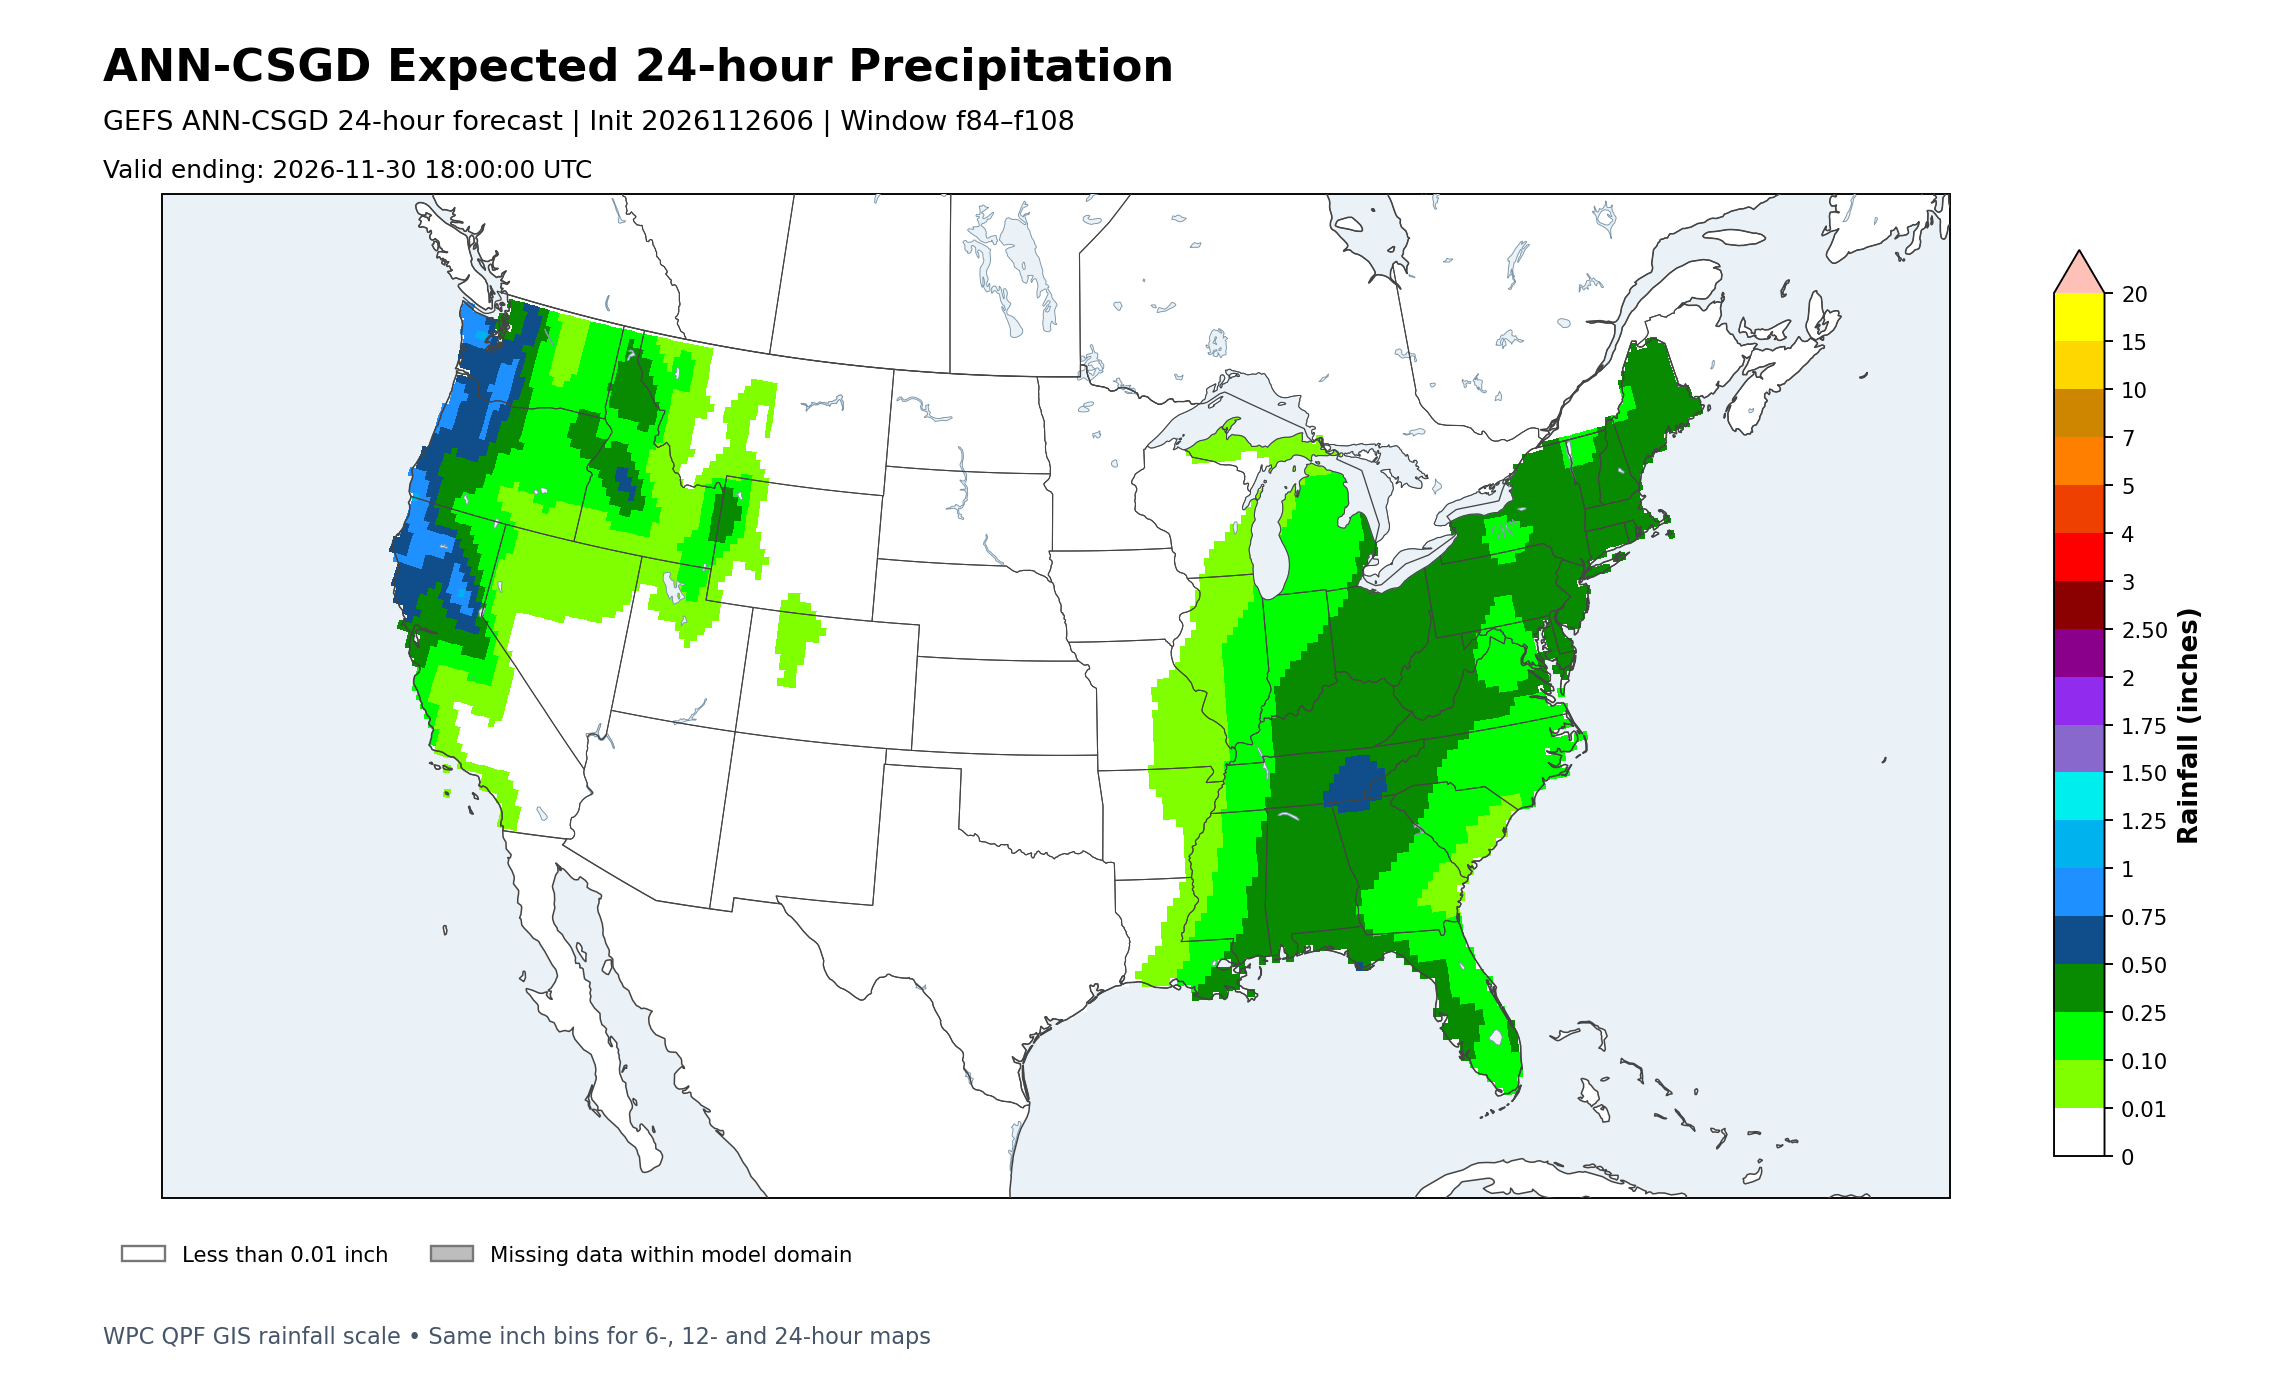 ANN-CSGD Expected 24-hour Precipitation
GEFS ANN-CSGD 24-hour forecast | Init 2026112606 | Window f84–f108
Valid ending: 2026-11-30 18:00:00 UTC
20
15
10
7
5
4
3
2.50
2
1.75
1.50
1.25
1
0.75
0.50
0.25
0.10
0.01
0
Rainfall (inches)
Less than 0.01 inch
Missing data within model domain
WPC QPF GIS rainfall scale • Same inch bins for 6-, 12- and 24-hour maps